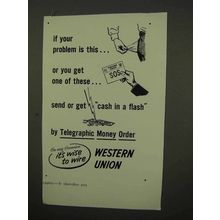 if your
problem is this...
SOS
or you get
one of these...
send or get "cash in a flash"
by Telegraphic Money Order
it's wise
to wire
WESTERN
UNION